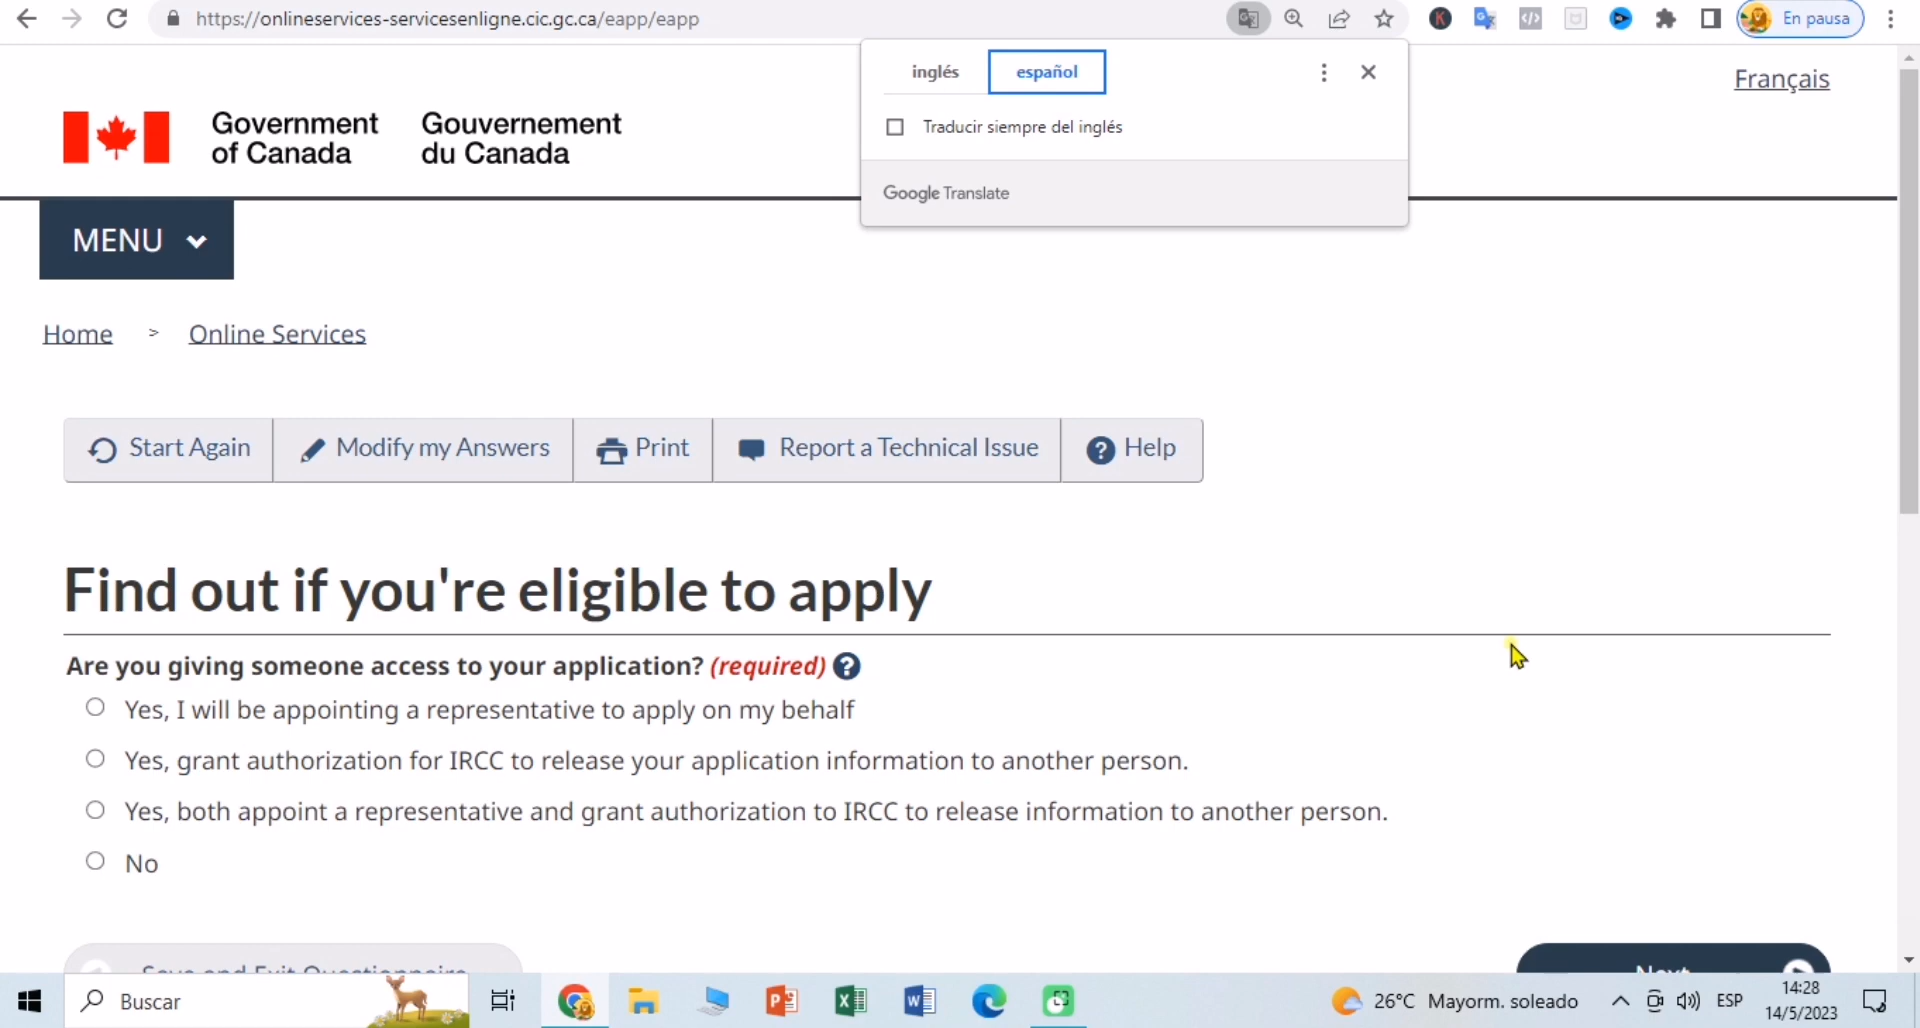 https://onlineservices-servicesenligne.cic.gc.ca/eapp/eapp
En pausa
inglés español
Traducir siempre del inglés
Google Translate
Français
Government of Canada
Gouvernement du Canada
MENU
Home > Online Services
Start Again
Modify my Answers
Print
Report a Technical Issue
Help
Find out if you're eligible to apply
Are you giving someone access to your application? (required)
Yes, I will be appointing a representative to apply on my behalf
Yes, grant authorization for IRCC to release your application information to another person.
Yes, both appoint a representative and grant authorization to IRCC to release information to another person.
No
Save and Exit Questionnaire
Next
Buscar
26°C Mayorm. soleado
ESP
14:28
14/5/2023